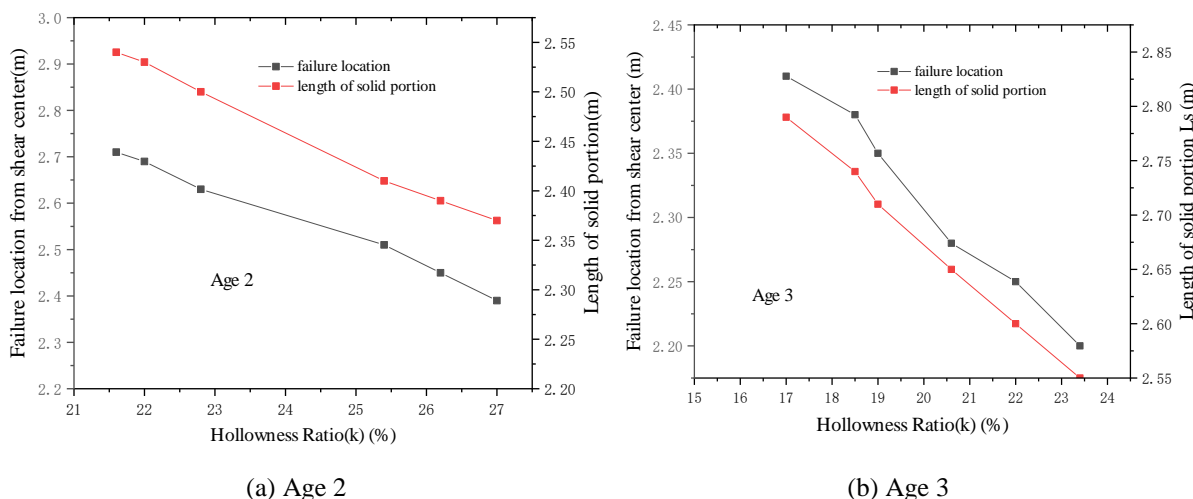 3.0
2.9
2.8
2.7
2.6
2.5
2.4
2.3
2.2
Failure location from shear center(m)
failure location
length of solid portion
Age 2
2.55
2.50
2.45
2.40
2.35
2.30
2.25
2.20
Length of solid portion(m)
21 22 23 24 25 26 27
Hollowness Ratio(k) (%)
(a) Age 2
2.45
2.40
2.35
2.30
2.25
2.20
Failure location from shear center (m)
failure location
length of solid portion
Age 3
2.85
2.80
2.75
2.70
2.65
2.60
2.55
Length of solid portion Ls (m)
15 16 17 18 19 20 21 22 23 24
Hollowness Ratio(k) (%)
(b) Age 3